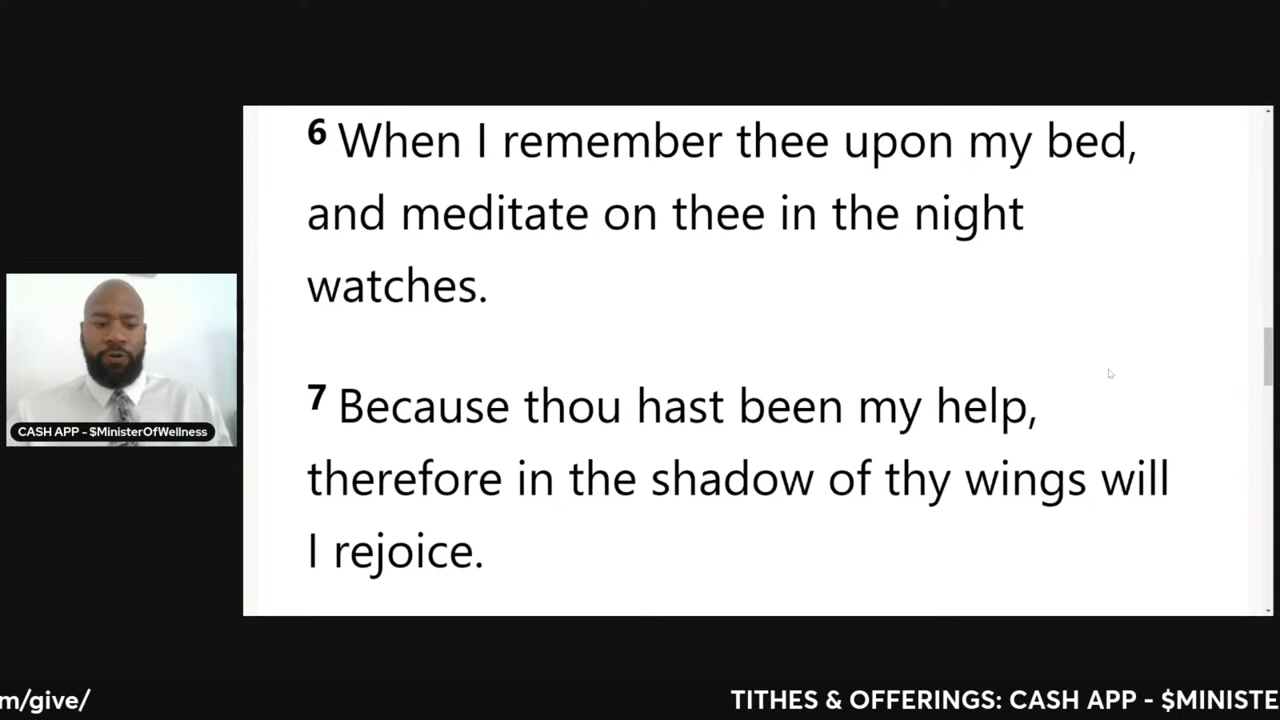 6 When I remember thee upon my bed,
and meditate on thee in the night
watches.
7 Because thou hast been my help,
therefore in the shadow of thy wings will
I rejoice.
CASH APP - $MinisterOfWellness
m/give/
TITHES & OFFERINGS: CASH APP - $MINISTE